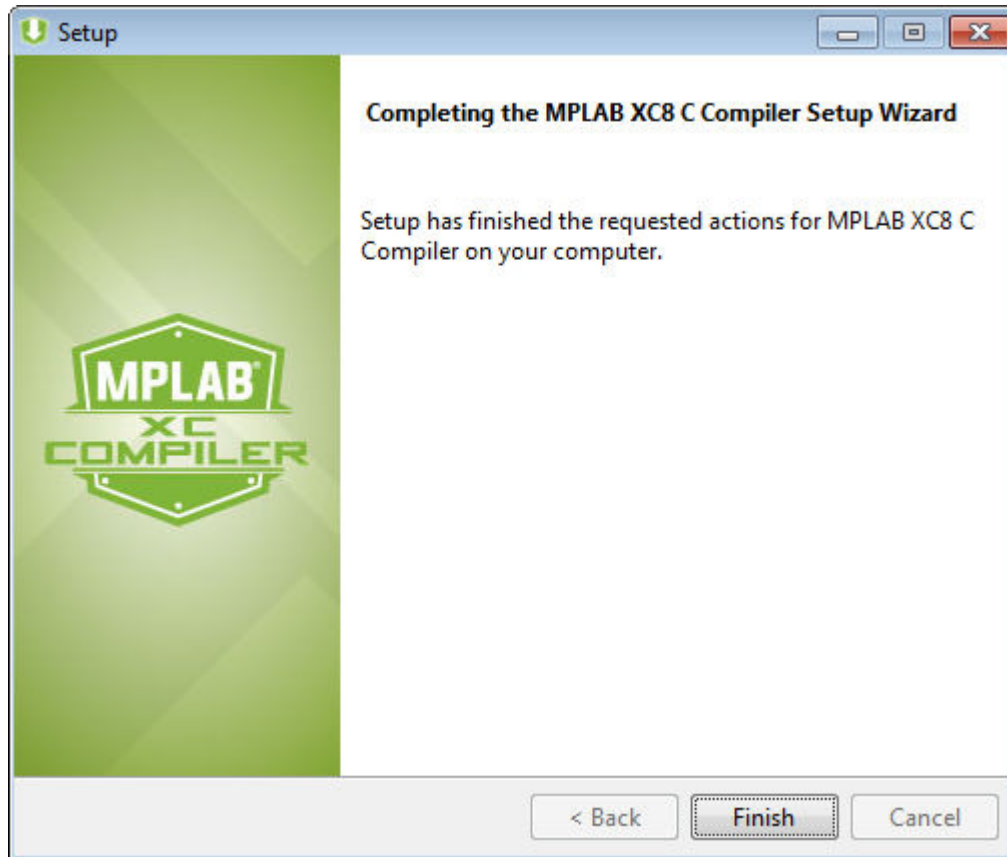 Setup
Completing the MPLAB XC8 C Compiler Setup Wizard
Setup has finished the requested actions for MPLAB XC8 C
Compiler on your computer.
MPLAB®
XC
COMPILER
< Back
Finish
Cancel